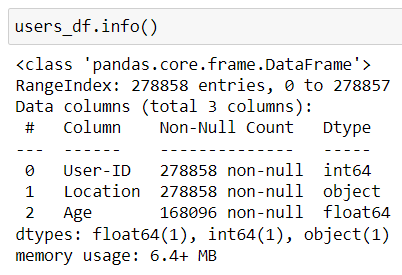 users_df.info()
<class 'pandas.core.frame.DataFrame'>
RangeIndex: 278858 entries, 0 to 278857
Data columns (total 3 columns):
 #   Column    Non-Null Count   Dtype
---  ------    --------------   -----
 0   User-ID   278858 non-null  int64
 1   Location  278858 non-null  object
 2   Age       168096 non-null  float64
dtypes: float64(1), int64(1), object(1)
memory usage: 6.4+ MB